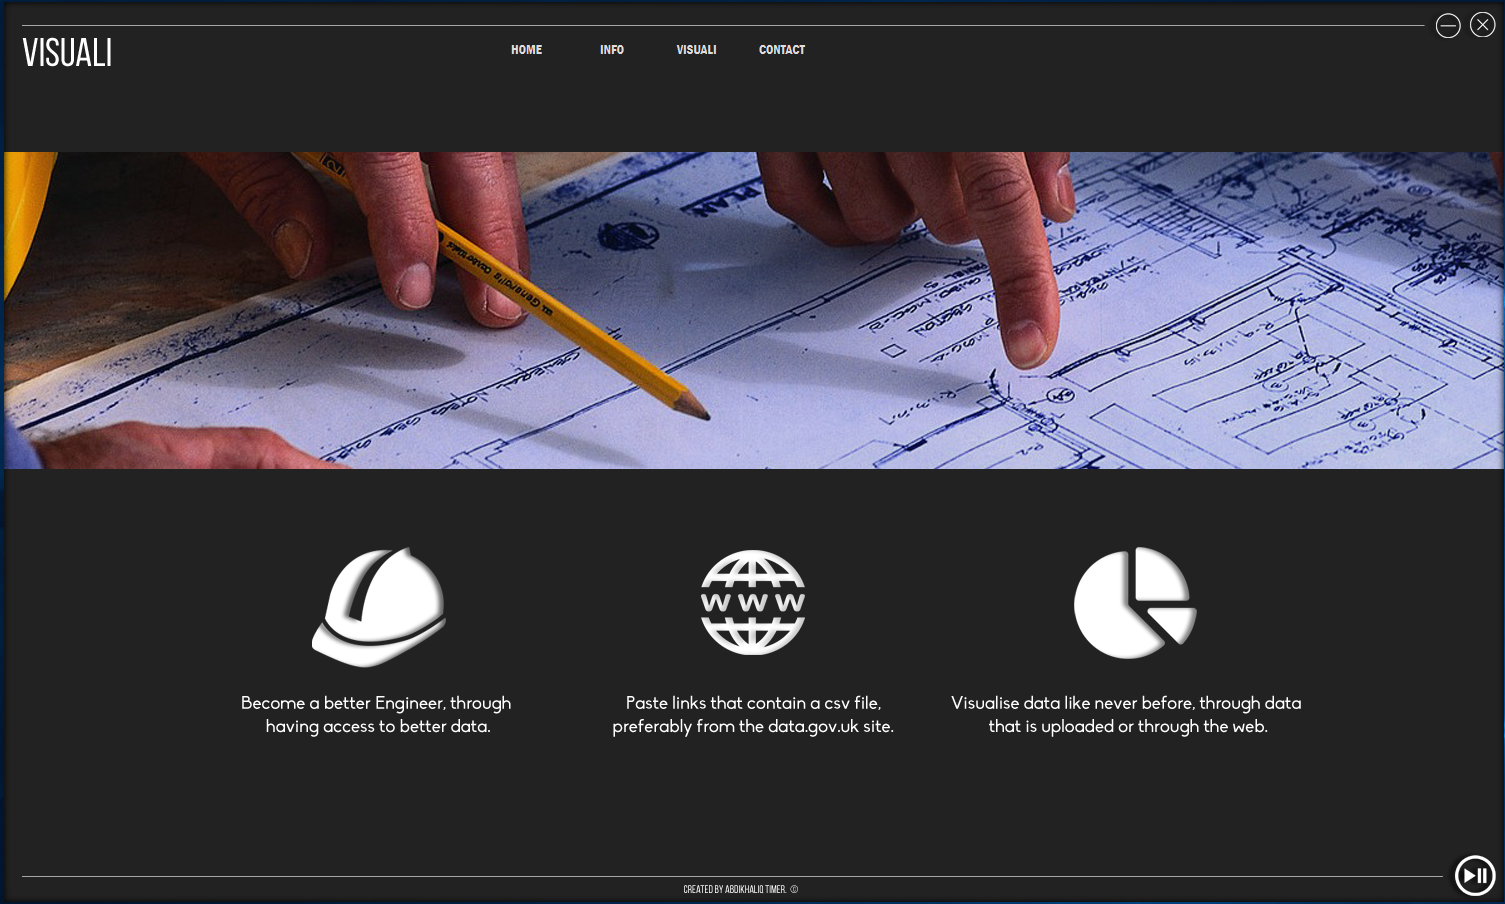 VISUALI
HOME INFO VISUALI CONTACT
General's
Become a better Engineer, through
having access to better data.
www
Paste links that contain a csv file,
preferably from the data.gov.uk site.
Visualise data like never before, through data
that is uploaded or through the web.
CREATED BY ABDIKHALIQ TIMER. ©